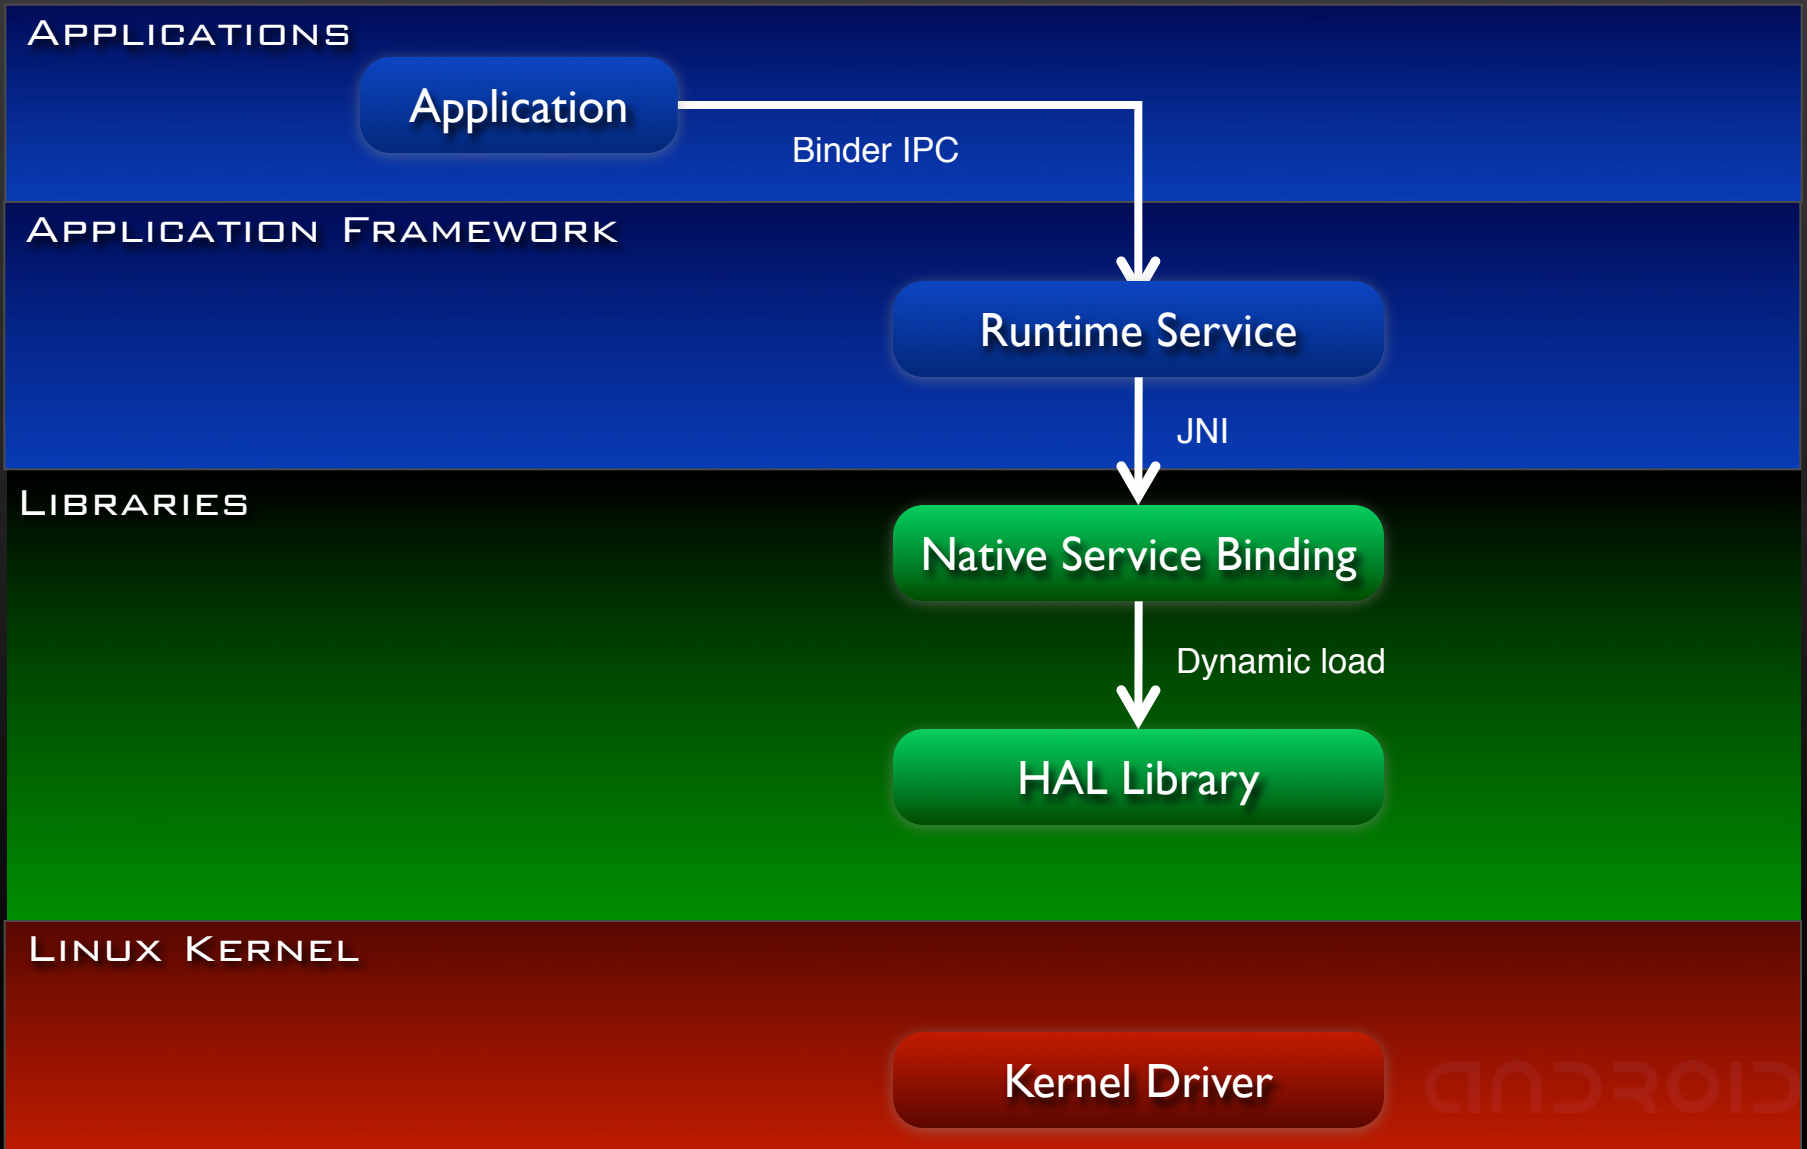 APPLICATIONS
Application
Binder IPC
APPLICATION FRAMEWORK
Runtime Service
JNI
LIBRARIES
Native Service Binding
Dynamic load
HAL Library
LINUX KERNEL
Kernel Driver
ANDROID